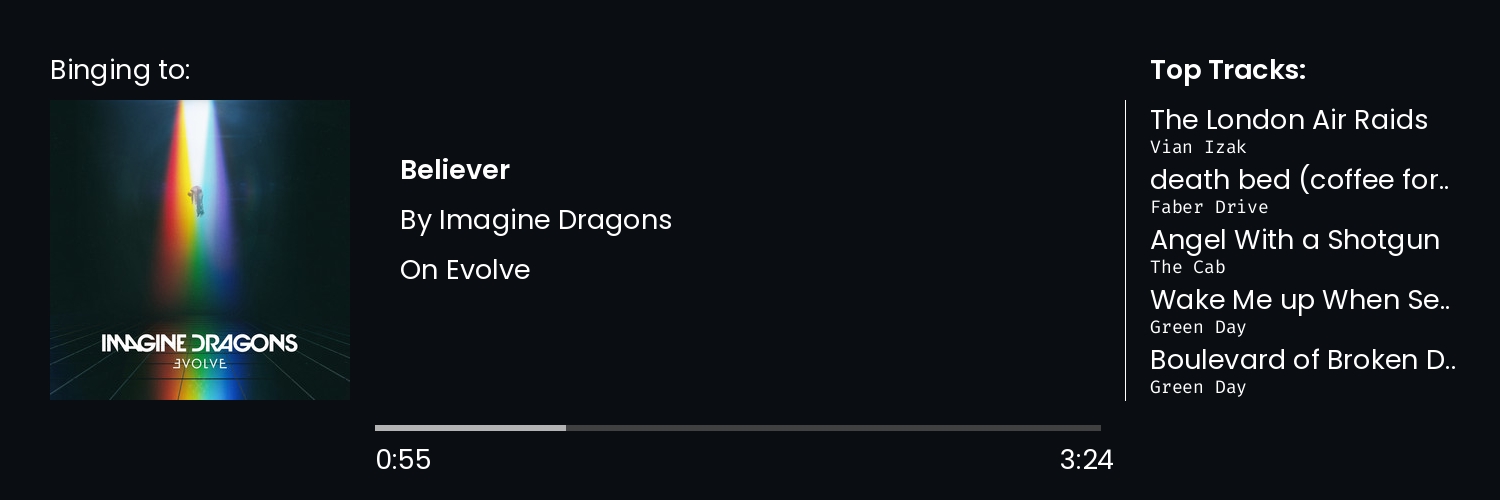 Binging to:
IMAGINE DRAGONS
EVOLVE
Believer
By Imagine Dragons
On Evolve
0:55
3:24
Top Tracks:
The London Air Raids
Vian Izak
death bed (coffee for..
Faber Drive
Angel With a Shotgun
The Cab
Wake Me up When Se..
Green Day
Boulevard of Broken D..
Green Day